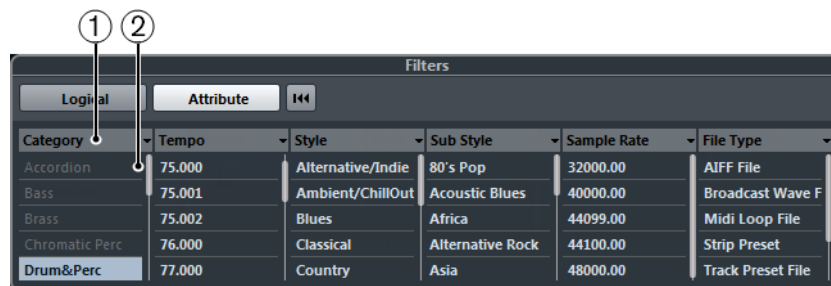 1 2
Filters
Logical Attribute
Category Tempo Style Sub Style Sample Rate File Type
Accordion 75.000 Alternative/Indie 80's Pop 32000.00 AIFF File
Bass 75.001 Ambient/ChillOut Acoustic Blues 40000.00 Broadcast Wave F
Brass 75.002 Blues Africa 44099.00 Midi Loop File
Chromatic Perc 76.000 Classical Alternative Rock 44100.00 Strip Preset
Drum&Perc 77.000 Country Asia 48000.00 Track Preset File